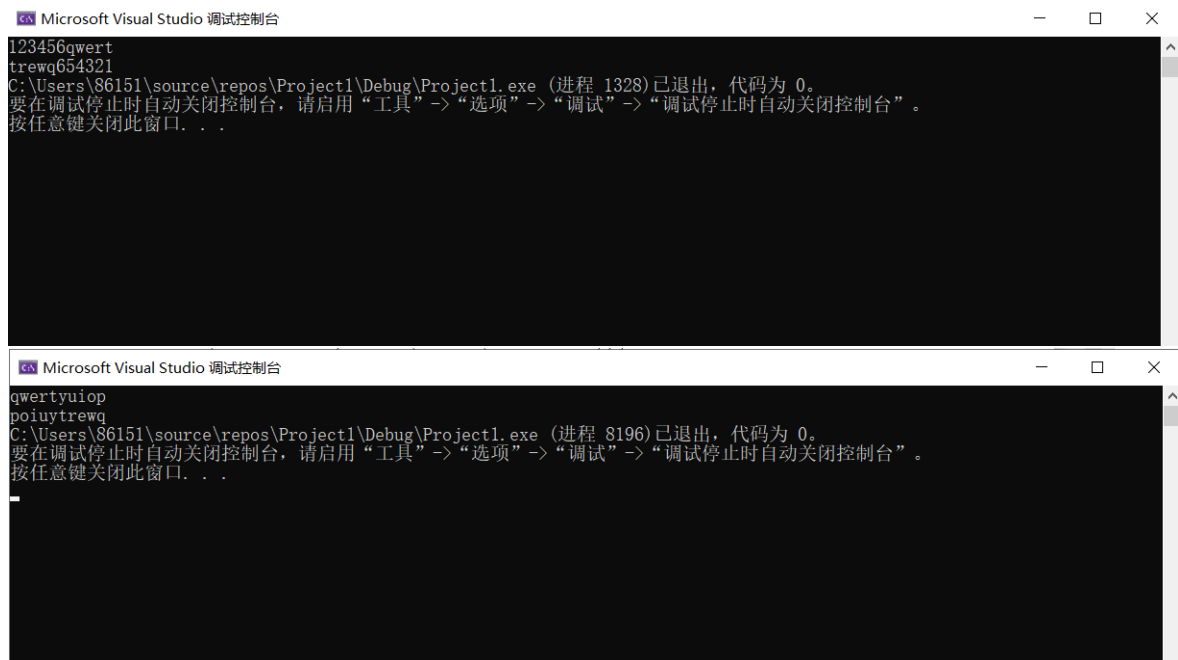 Microsoft Visual Studio 调试控制台
123456qwert
trewq654321
C:\Users\86151\source\repos\Project1\Debug\Project1.exe (进程 1328)已退出，代码为 0。
要在调试停止时自动关闭控制台，请启用“工具”->“选项”->“调试”->“调试停止时自动关闭控制台”。
按任意键关闭此窗口. . .
Microsoft Visual Studio 调试控制台
qwertyuiop
poiuytrewq
C:\Users\86151\source\repos\Project1\Debug\Project1.exe (进程 8196)已退出，代码为 0。
要在调试停止时自动关闭控制台，请启用“工具”->“选项”->“调试”->“调试停止时自动关闭控制台”。
按任意键关闭此窗口. . .